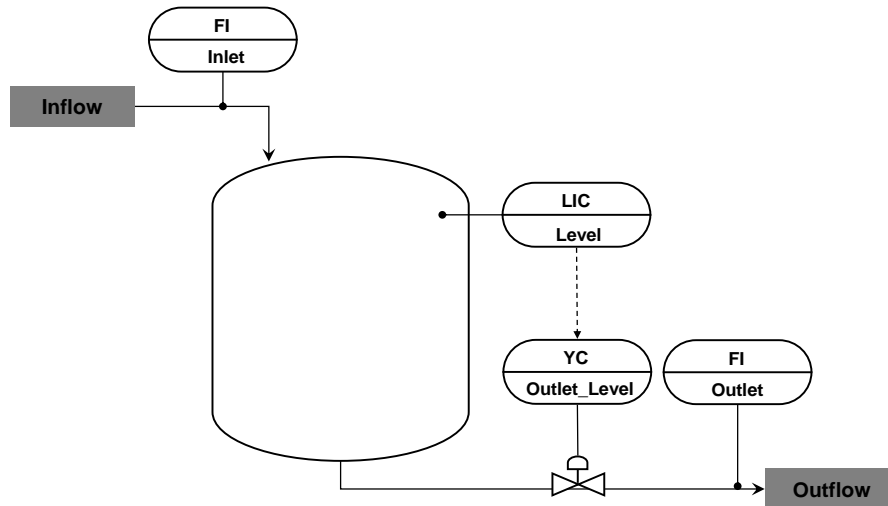 FI
Inlet
Inflow
LIC
Level
YC
Outlet_Level
FI
Outlet
Outflow